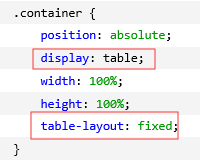 .container {
position: absolute;
display: table;
width: 100%;
height: 100%;
table-layout: fixed;
}